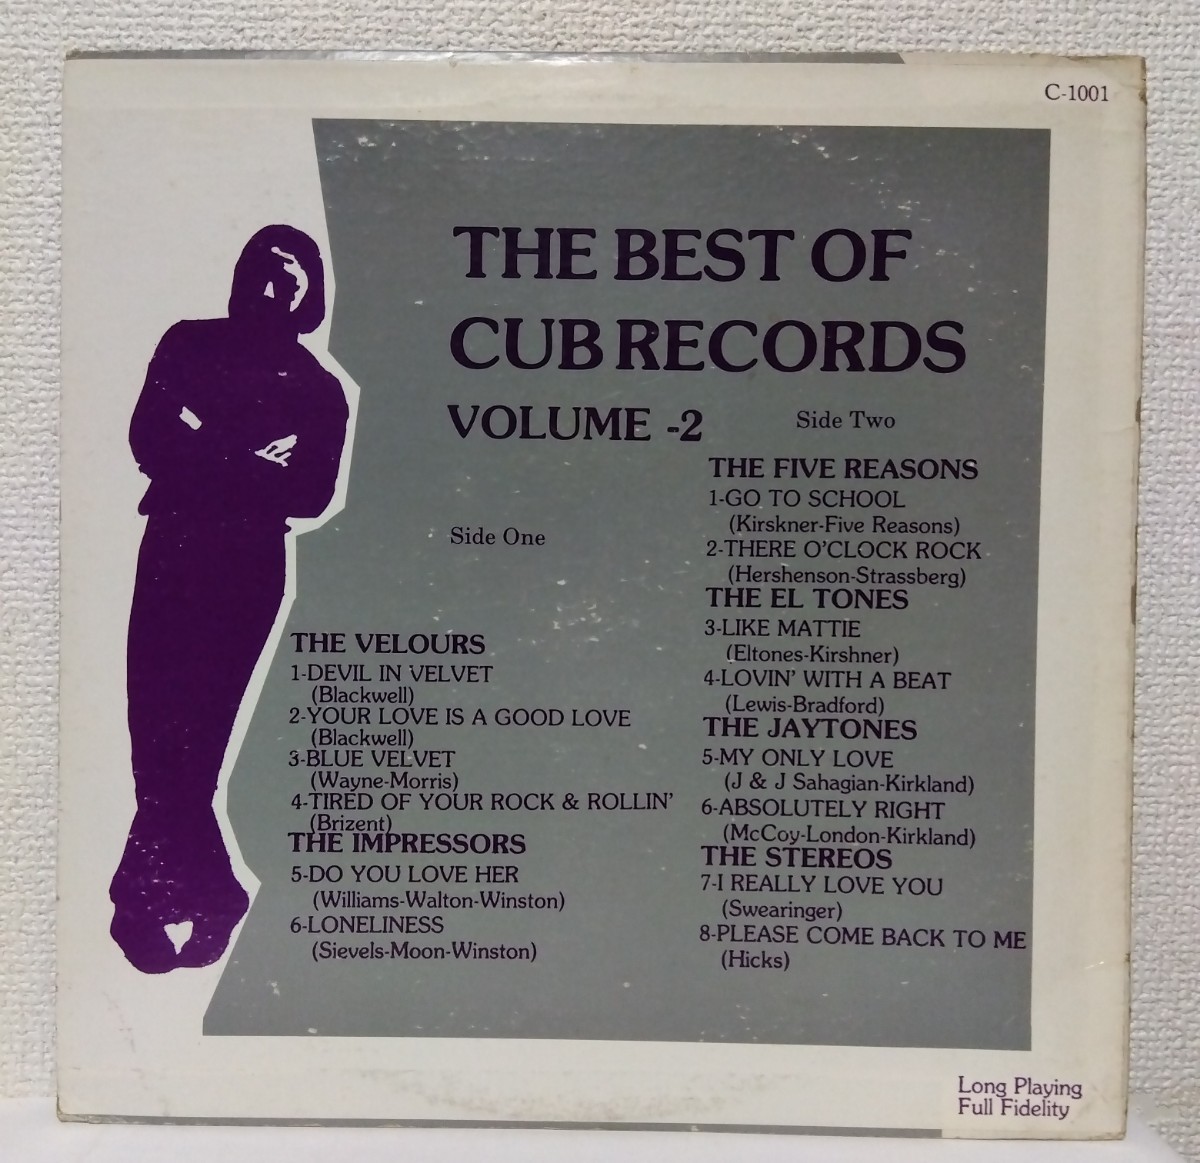 C-1001
THE BEST OF
CUB RECORDS
VOLUME -2
Side One
THE VELOURS
1-DEVIL IN VELVET
(Blackwell)
2-YOUR LOVE IS A GOOD LOVE
(Blackwell)
3-BLUE VELVET
(Wayne-Morris)
4-TIRED OF YOUR ROCK & ROLLIN'
(Brizent)
THE IMPRESSORS
5-DO YOU LOVE HER
(Williams-Walton-Winston)
6-LONELINESS
(Sievels-Moon-Winston)
Side Two
THE FIVE REASONS
1-GO TO SCHOOL
(Kirskner-Five Reasons)
2-THERE O'CLOCK ROCK
(Hershenson-Strassberg)
THE EL TONES
3-LIKE MATTIE
(Eltones-Kirshner)
4-LOVIN' WITH A BEAT
(Lewis-Bradford)
THE JAYTONES
5-MY ONLY LOVE
(J & J Sahagian-Kirkland)
6-ABSOLUTELY RIGHT
(McCoy-London-Kirkland)
THE STEREOS
7-I REALLY LOVE YOU
(Swearinger)
8-PLEASE COME BACK TO ME
(Hicks)
Long Playing
Full Fidelity